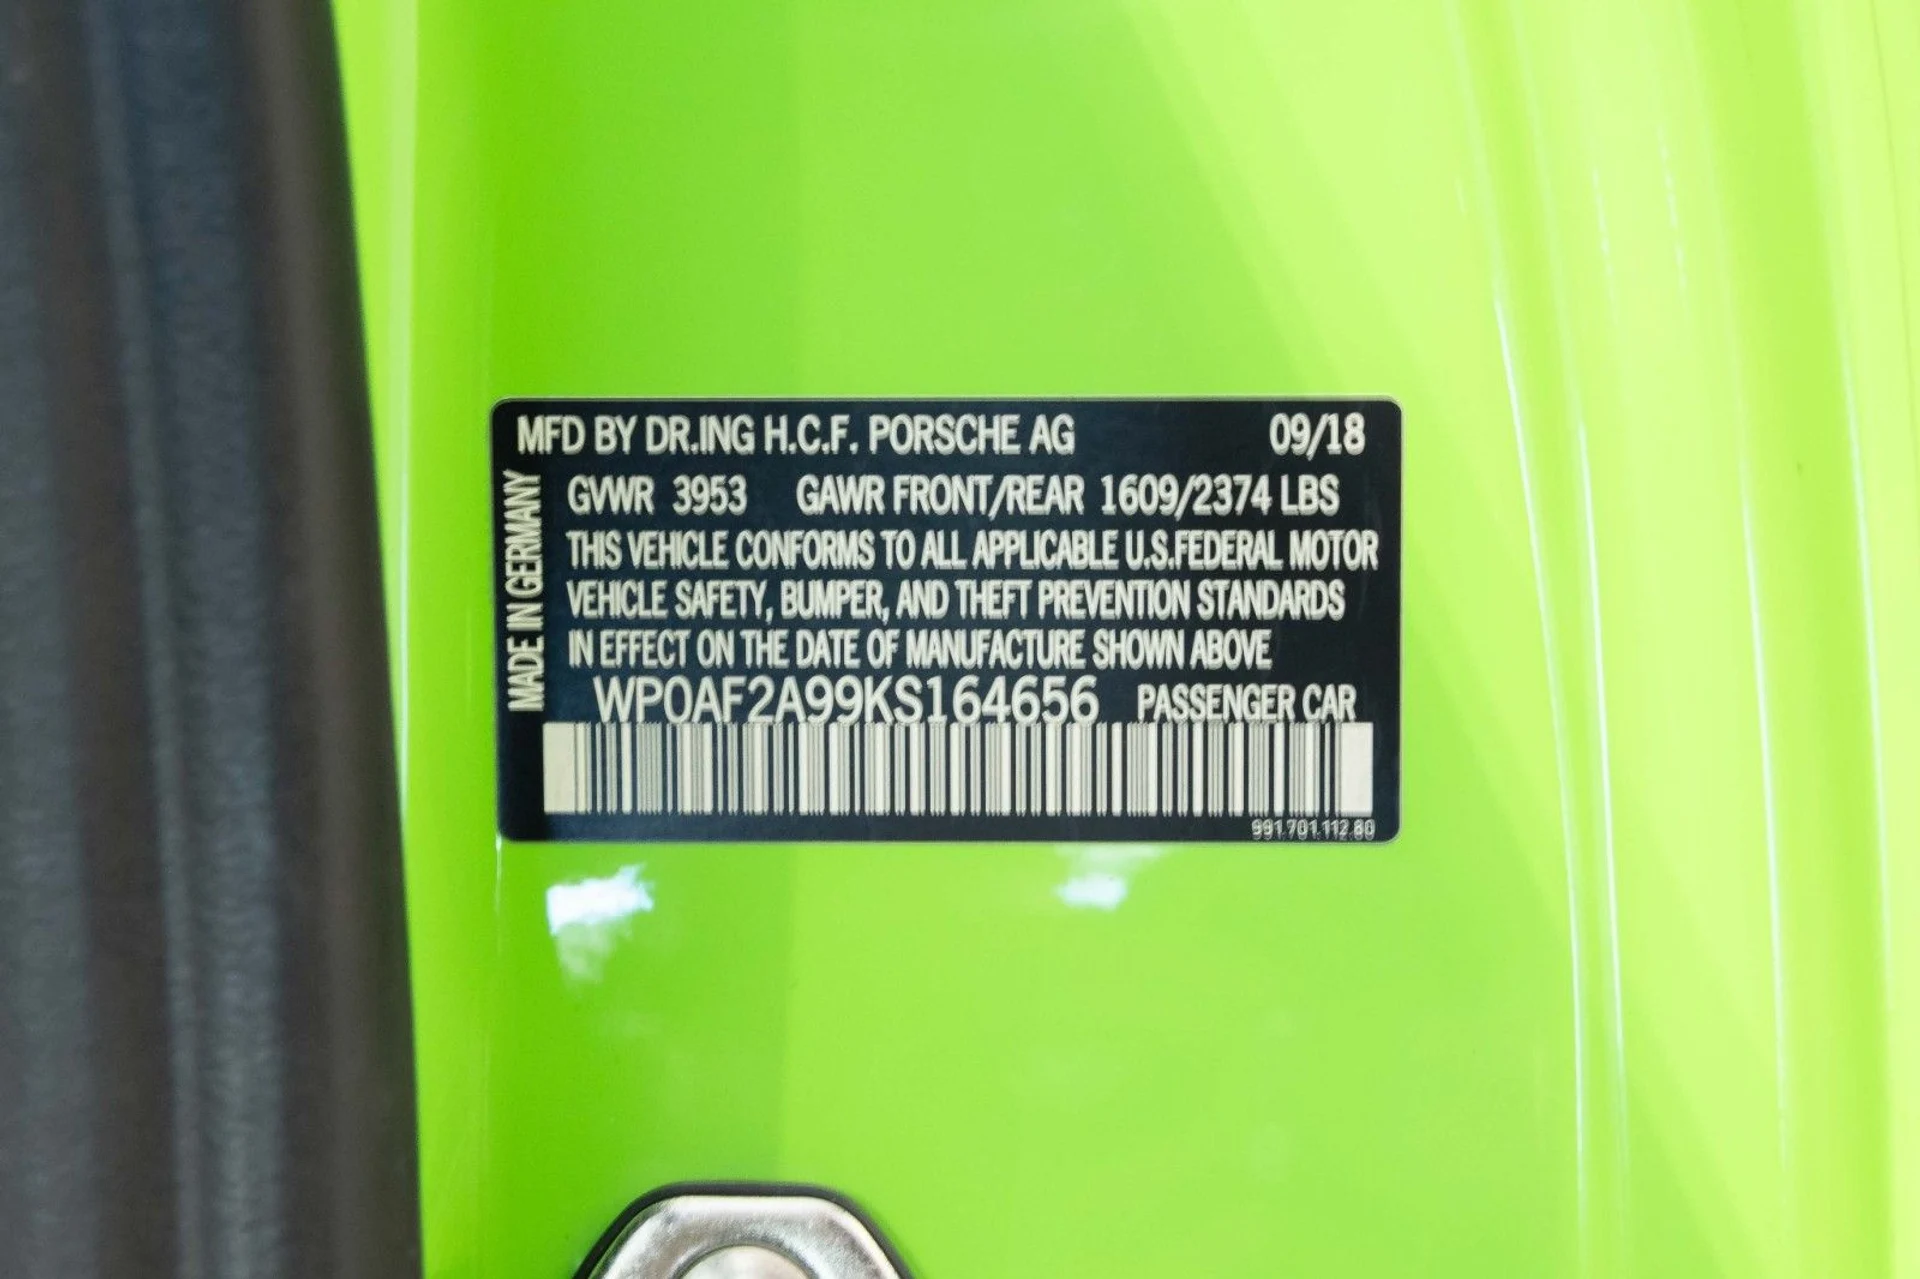 MFD BY DR.ING H.C.F. PORSCHE AG 09/18
GVWR 3953 GAWR FRONT/REAR 1609/2374 LBS
THIS VEHICLE CONFORMS TO ALL APPLICABLE U.S.FEDERAL MOTOR
VEHICLE SAFETY, BUMPER, AND THEFT PREVENTION STANDARDS
IN EFFECT ON THE DATE OF MANUFACTURE SHOWN ABOVE
WP0AF2A99KS164656 PASSENGER CAR
991.701.112.80
MADE IN GERMANY